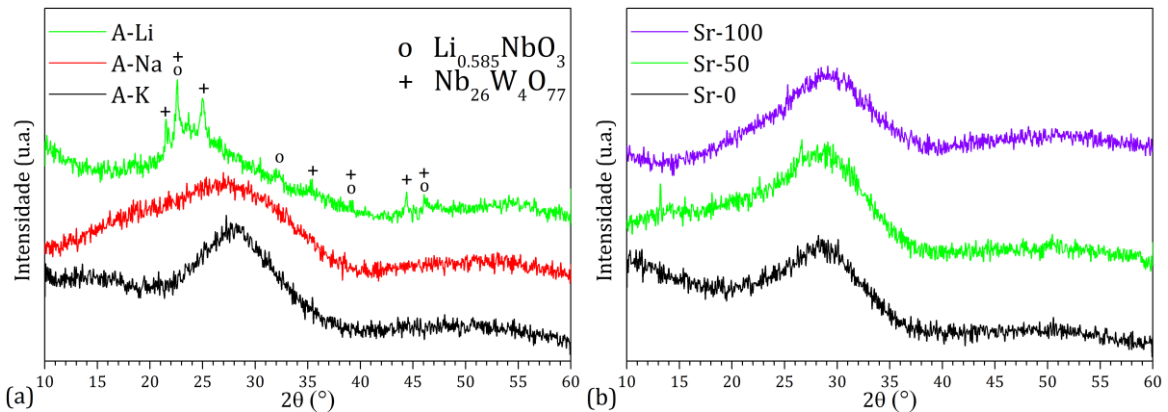 A-Li
A-Na
A-K
o Li0.585NbO3
+ Nb26W4O77
+
+
o
+
o
+
+
o
+
+
o
Intensidade (u.a.)
10 15 20 25 30 35 40 45 50 55 60
(a)
2θ (°)
Sr-100
Sr-50
Sr-0
Intensidade (u.a.)
10 15 20 25 30 35 40 45 50 55 60
(b)
2θ (°)